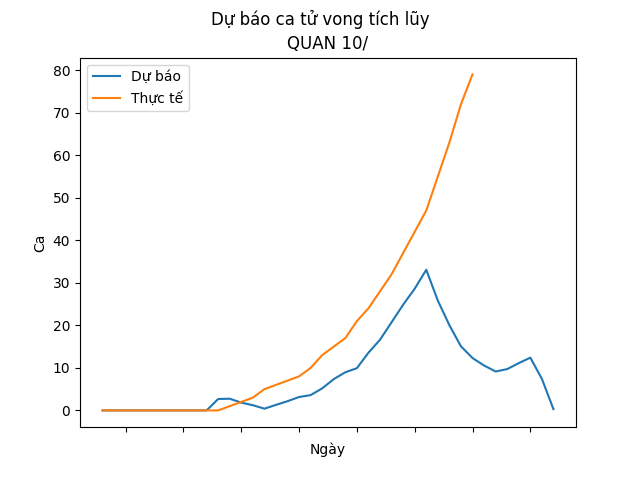 Dự báo ca tử vong tích lũy
QUAN 10/
Dự báo
Thực tế
80
70
60
50
40
30
20
10
0
Ca
Ngày